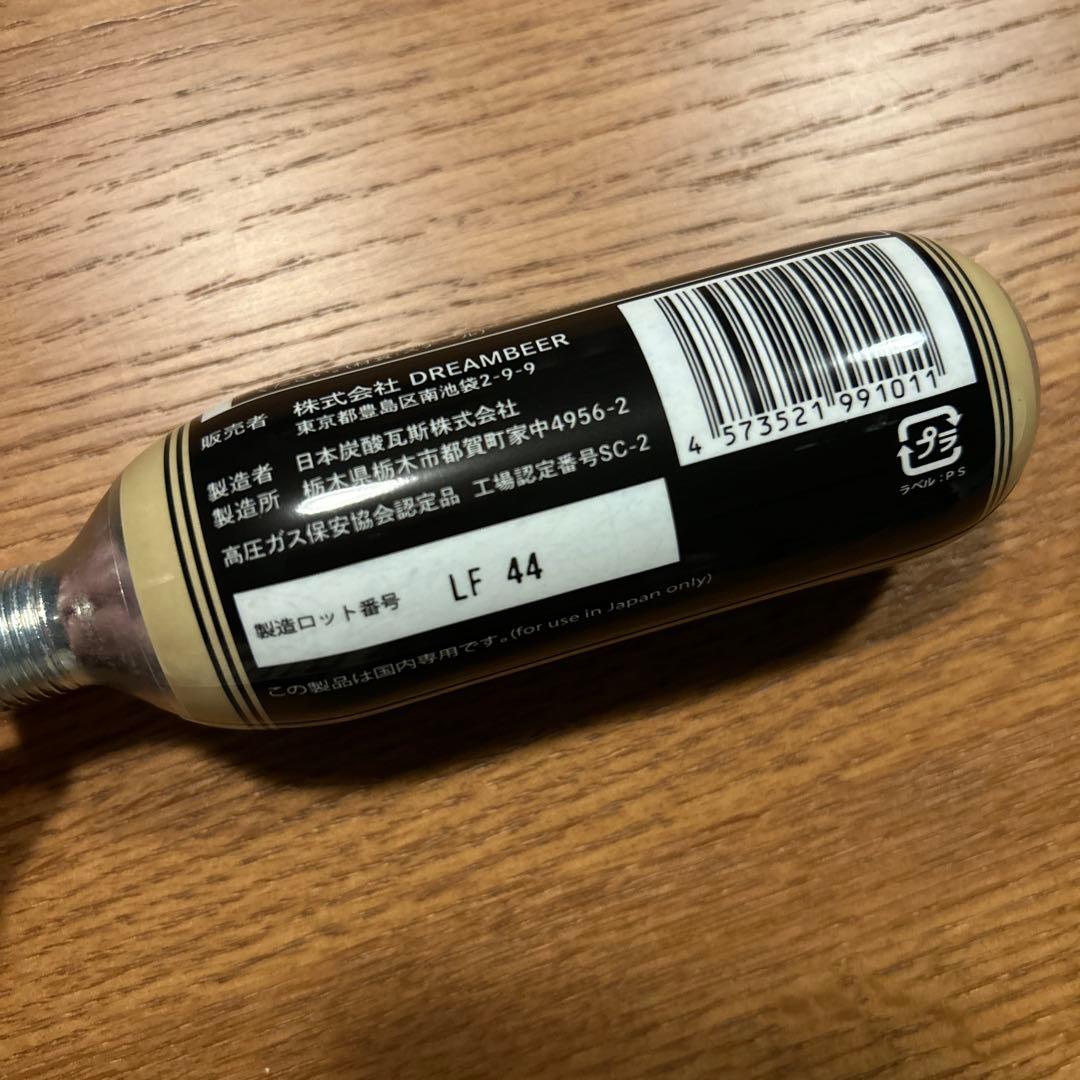 販売者 株式会社 DREAMBEER
東京都豊島区南池袋2-9-9
製造者 日本炭酸瓦斯株式会社
製造所 栃木県栃木市都賀町家中4956-2
高圧ガス保安協会認定品 工場認定番号SC-2
製造ロット番号 LF 44
この製品は国内専用です。(for use in Japan only)
4 573521 991011
プラ
ラベル：PS